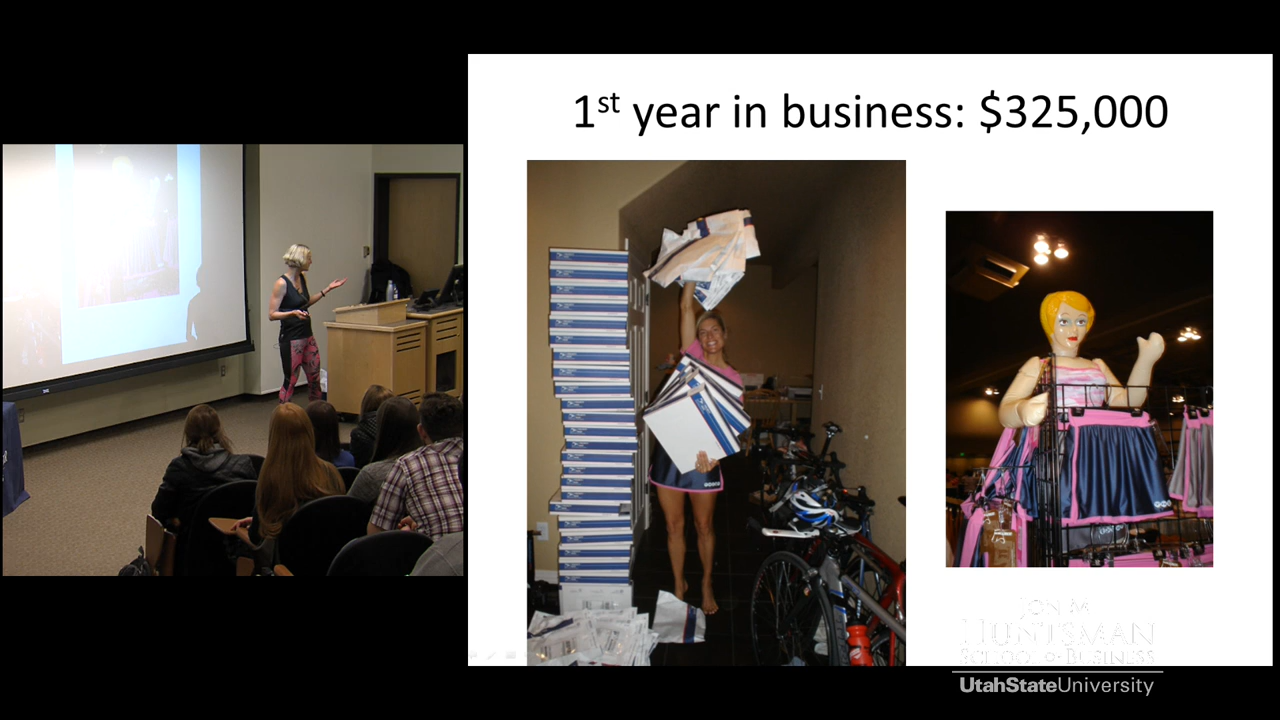 1st year in business: $325,000
JON M.
HUNTSMAN
SCHOOL OF BUSINESS
UtahStateUniversity